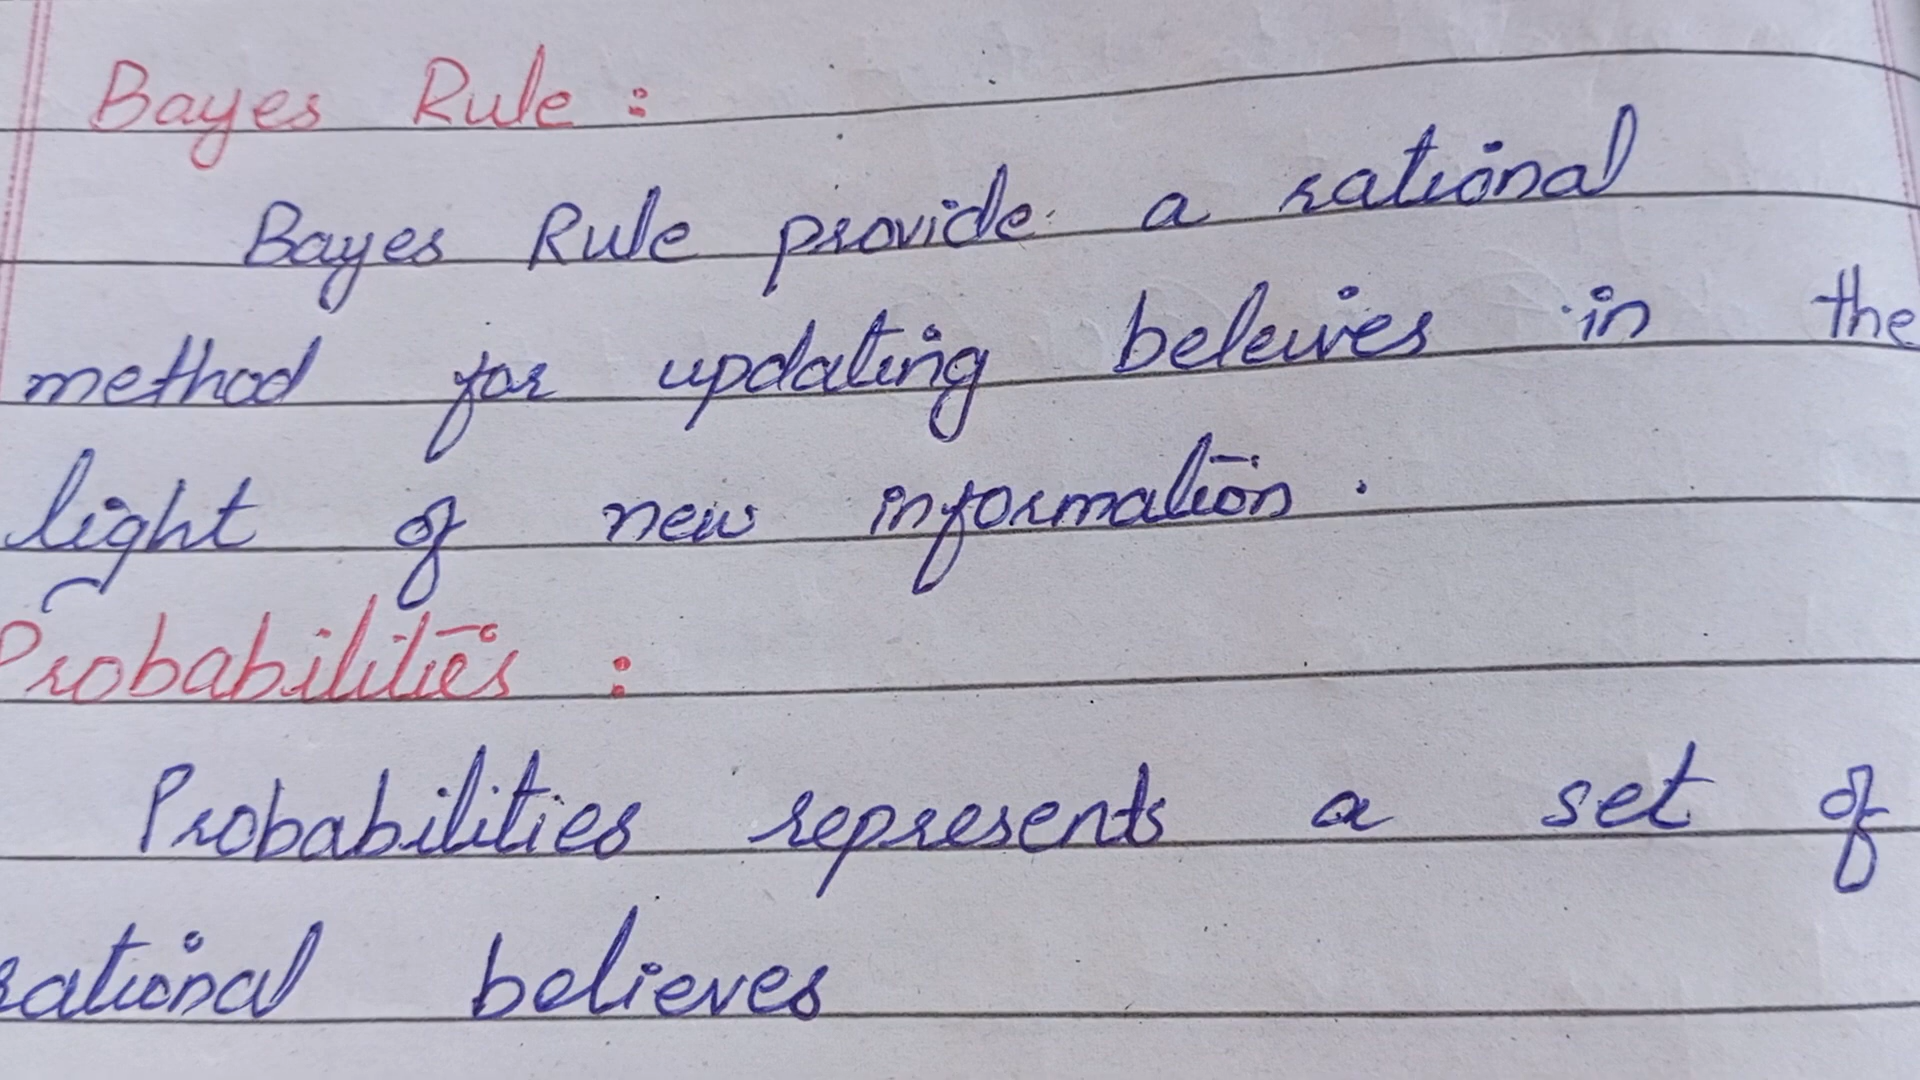 Bayes Rule :
Bayes Rule provide a rational
method for updating beleives in the
light of new information.
Probabilities :
Probabilities represents a set of
rational believes